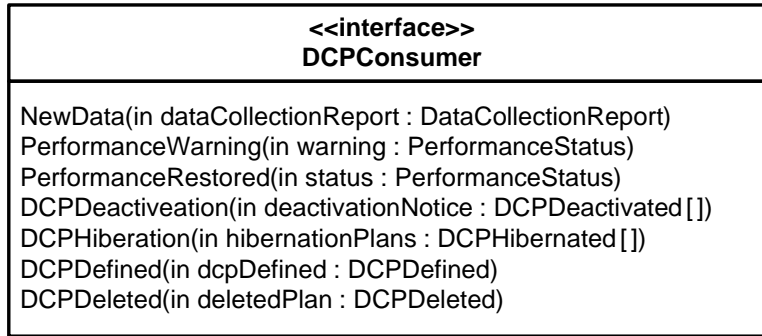 <<interface>>
DCPConsumer
NewData(in dataCollectionReport : DataCollectionReport)
PerformanceWarning(in warning : PerformanceStatus)
PerformanceRestored(in status : PerformanceStatus)
DCPDeactiveation(in deactivationNotice : DCPDeactivated[])
DCPHiberation(in hibernationPlans : DCPHibernated[])
DCPDefined(in dcpDefined : DCPDefined)
DCPDeleted(in deletedPlan : DCPDeleted)